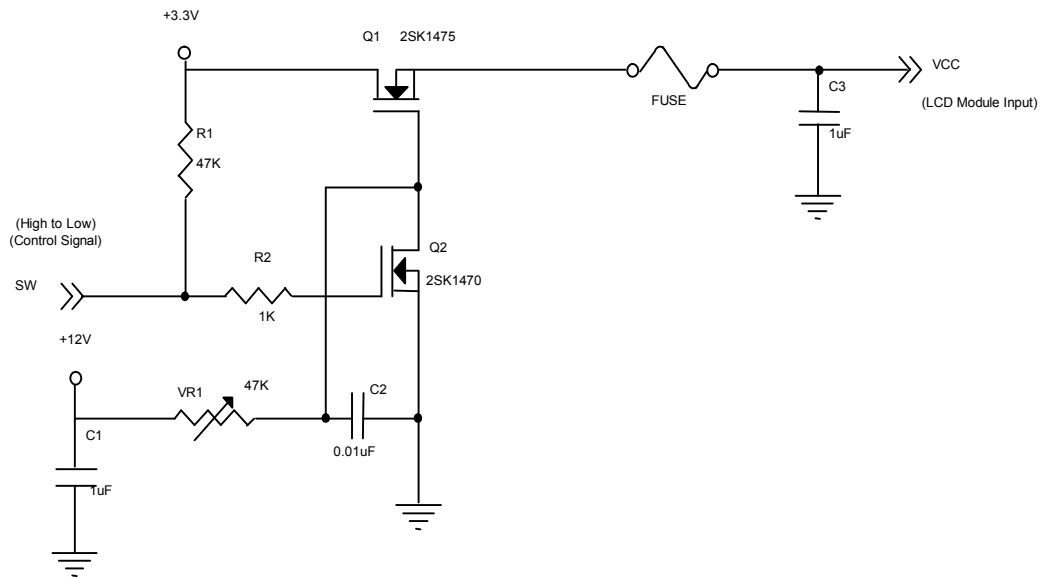 +3.3V
Q1 2SK1475
VCC
FUSE
C3
(LCD Module Input)
R1
1uF
47K
(High to Low)
(Control Signal)
Q2
R2
SW
2SK1470
1K
+12V
VR1
47K
C2
C1
0.01uF
1uF